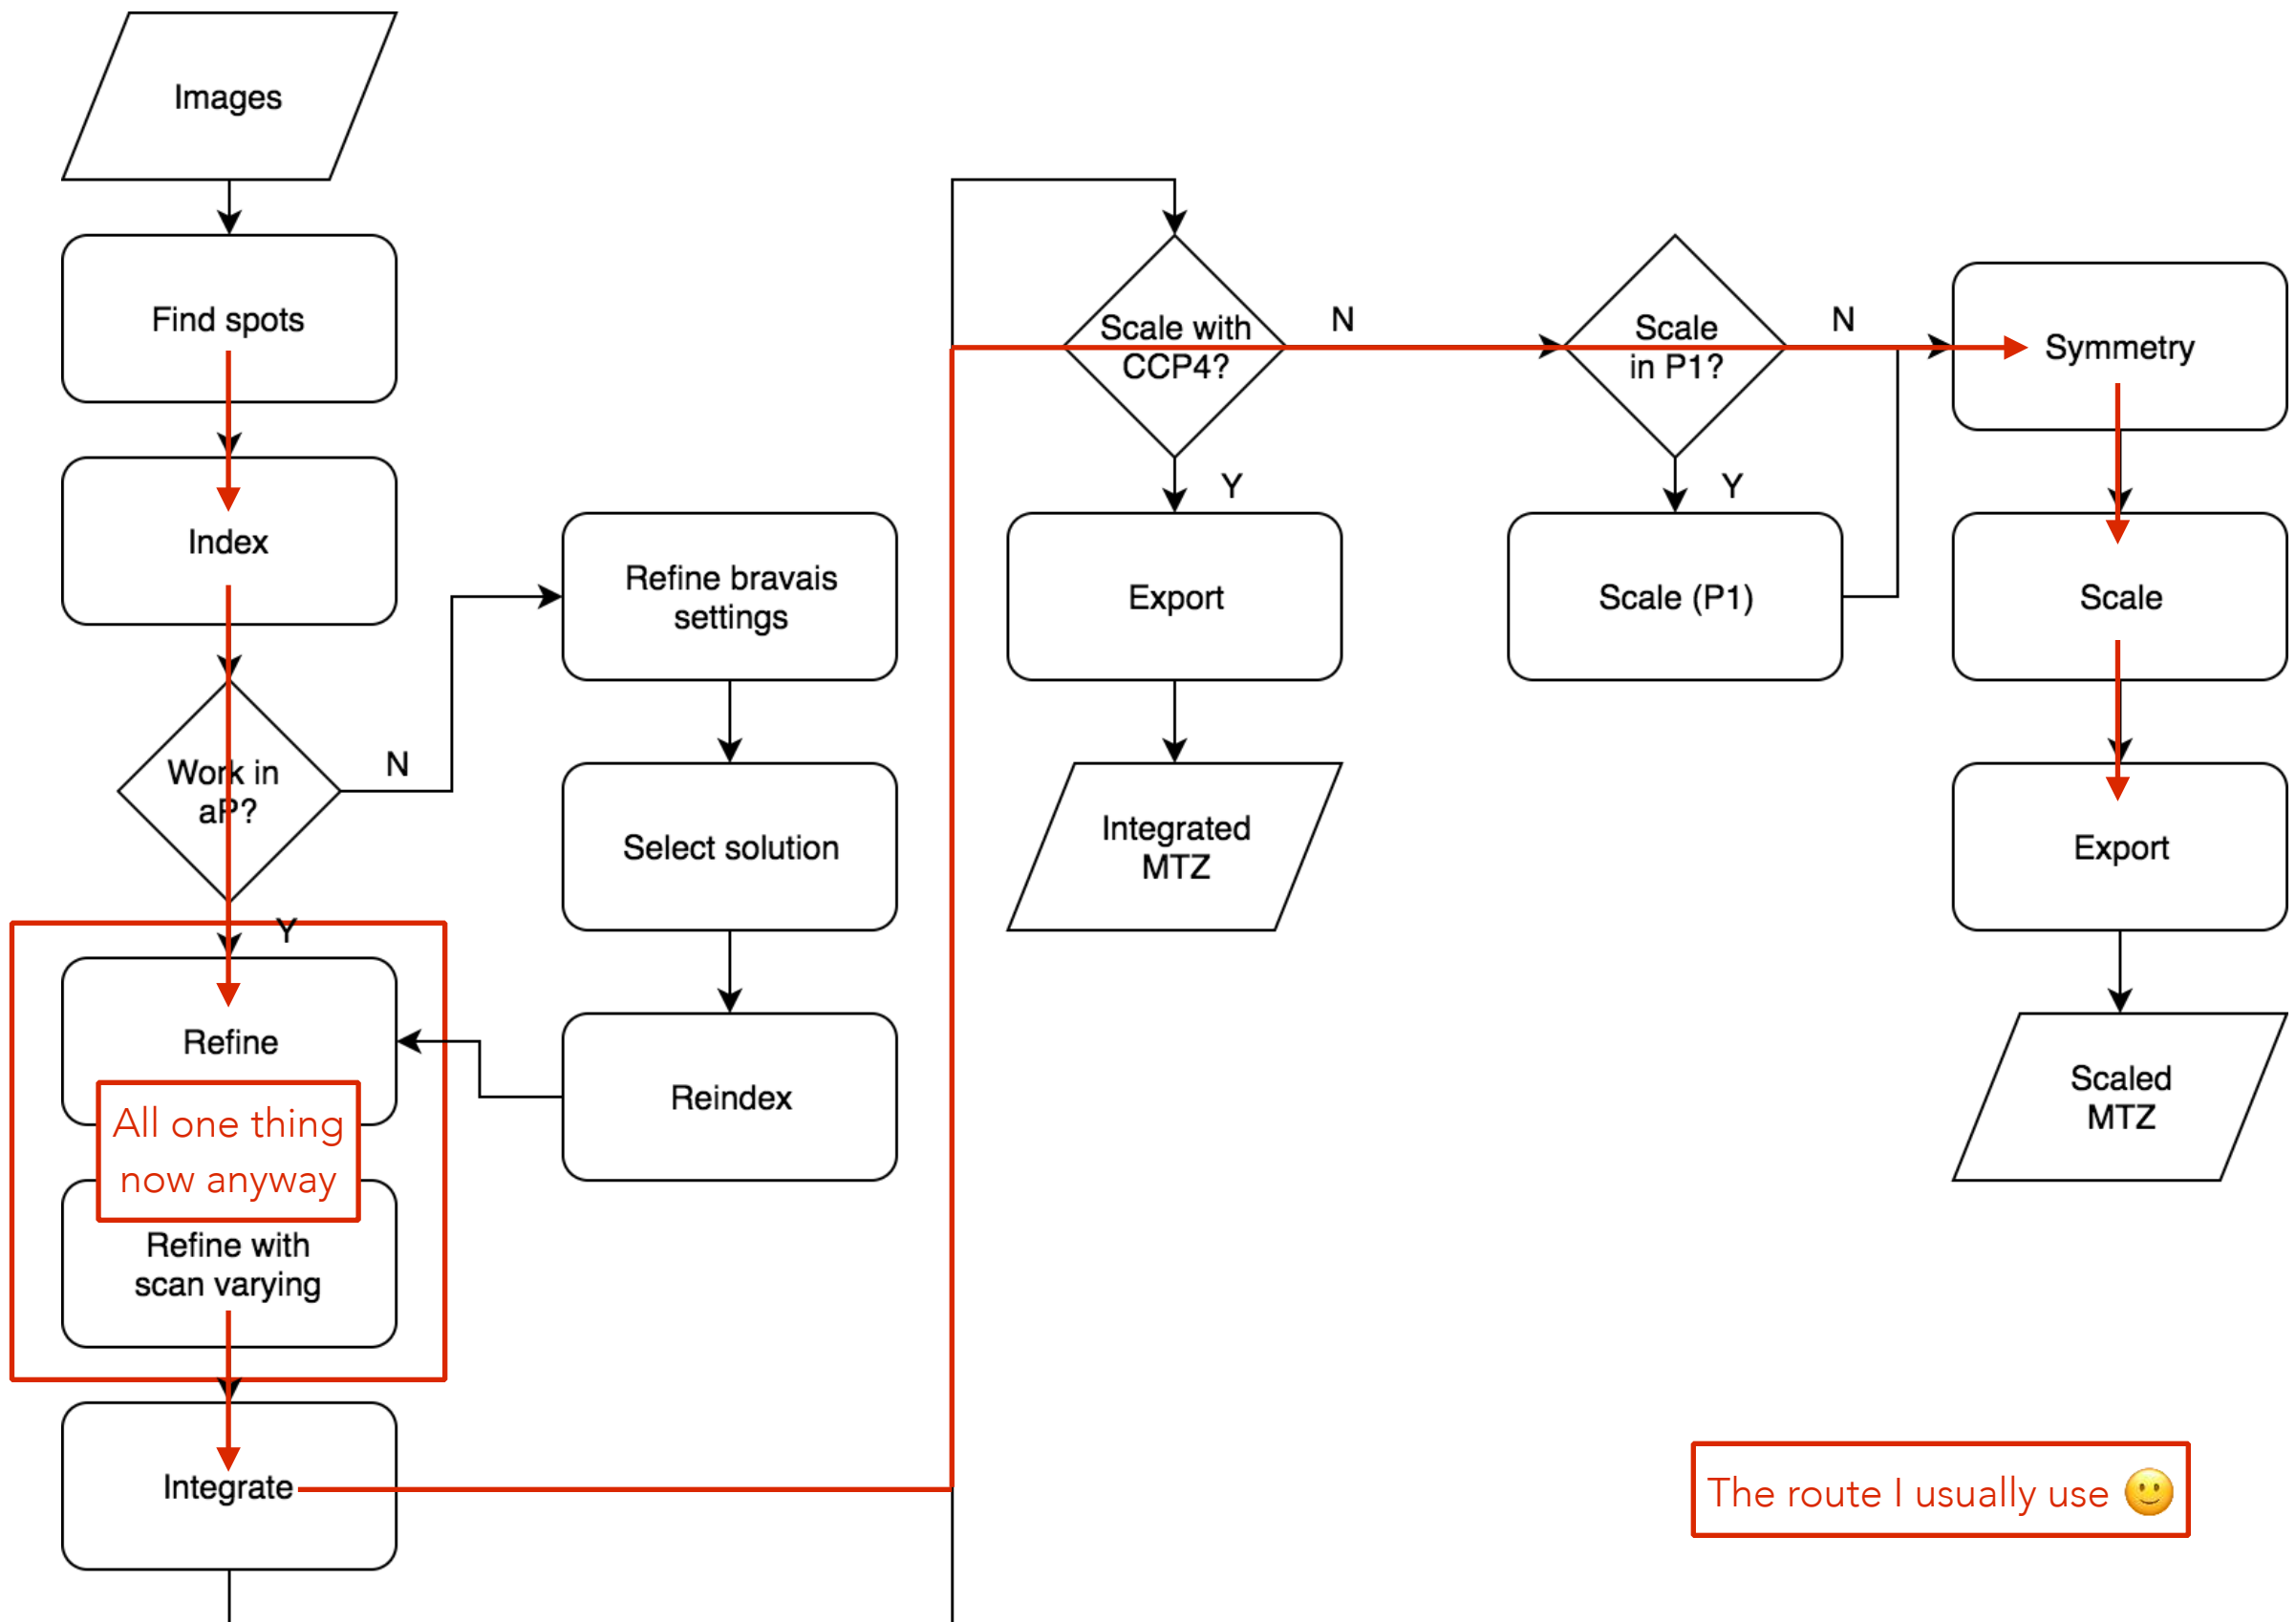 Images
Find spots
Index
Work in
aP?
N
Y
Refine bravais
settings
Select solution
Reindex
Refine
All one thing
now anyway
Refine with
scan varying
Integrate
Scale with
CCP4?
N
Y
Export
Integrated
MTZ
Scale
in P1?
N
Y
Scale (P1)
Symmetry
Scale
Export
Scaled
MTZ
The route I usually use 🙂